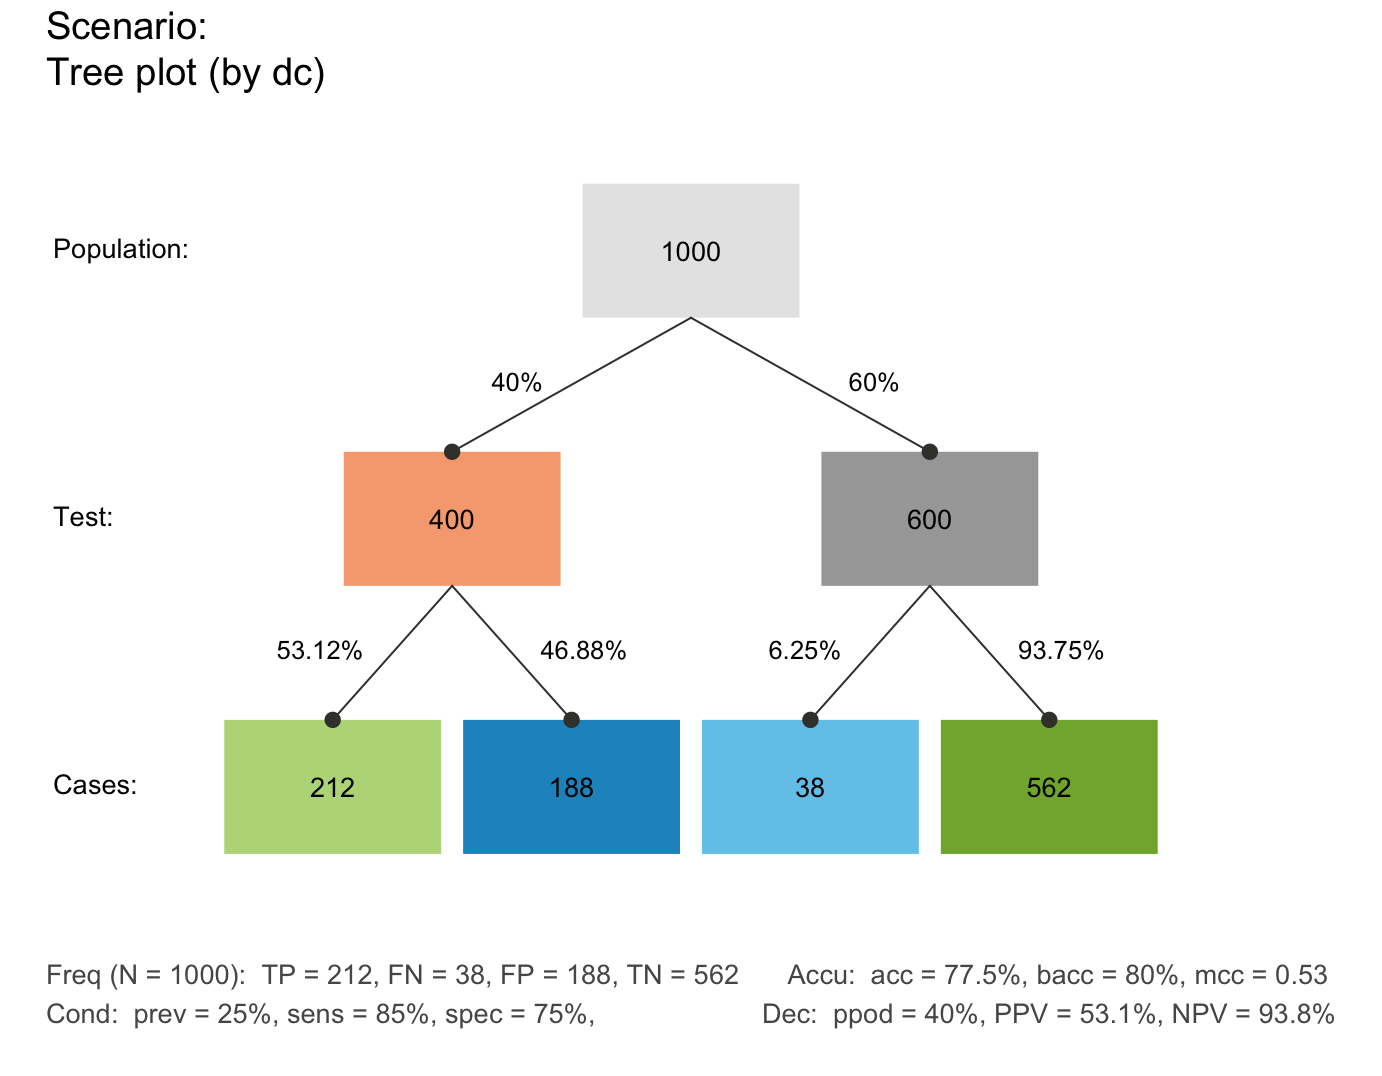 Scenario:
Tree plot (by dc)
Population:
1000
40%
60%
Test:
400
600
53.12%
46.88%
6.25%
93.75%
Cases:
212
188
38
562
Freq (N = 1000):  TP = 212, FN = 38, FP = 188, TN = 562
Accu:  acc = 77.5%, bacc = 80%, mcc = 0.53
Cond:  prev = 25%, sens = 85%, spec = 75%,
Dec:  ppod = 40%, PPV = 53.1%, NPV = 93.8%